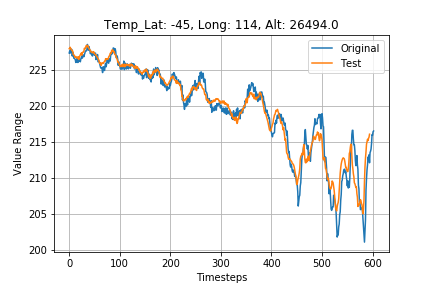 Temp_Lat: -45, Long: 114, Alt: 26494.0
Original
Test
Value Range
225
220
215
210
205
200
0 100 200 300 400 500 600
Timesteps